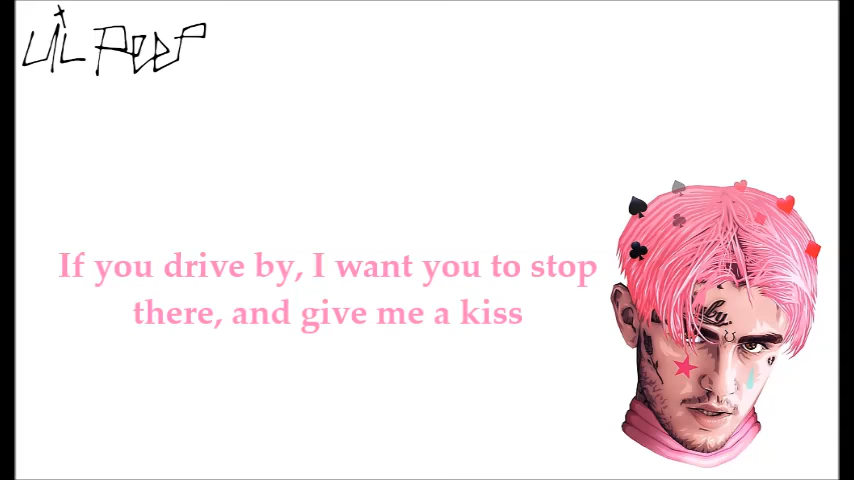 LiL PEEP
If you drive by, I want you to stop
there, and give me a kiss